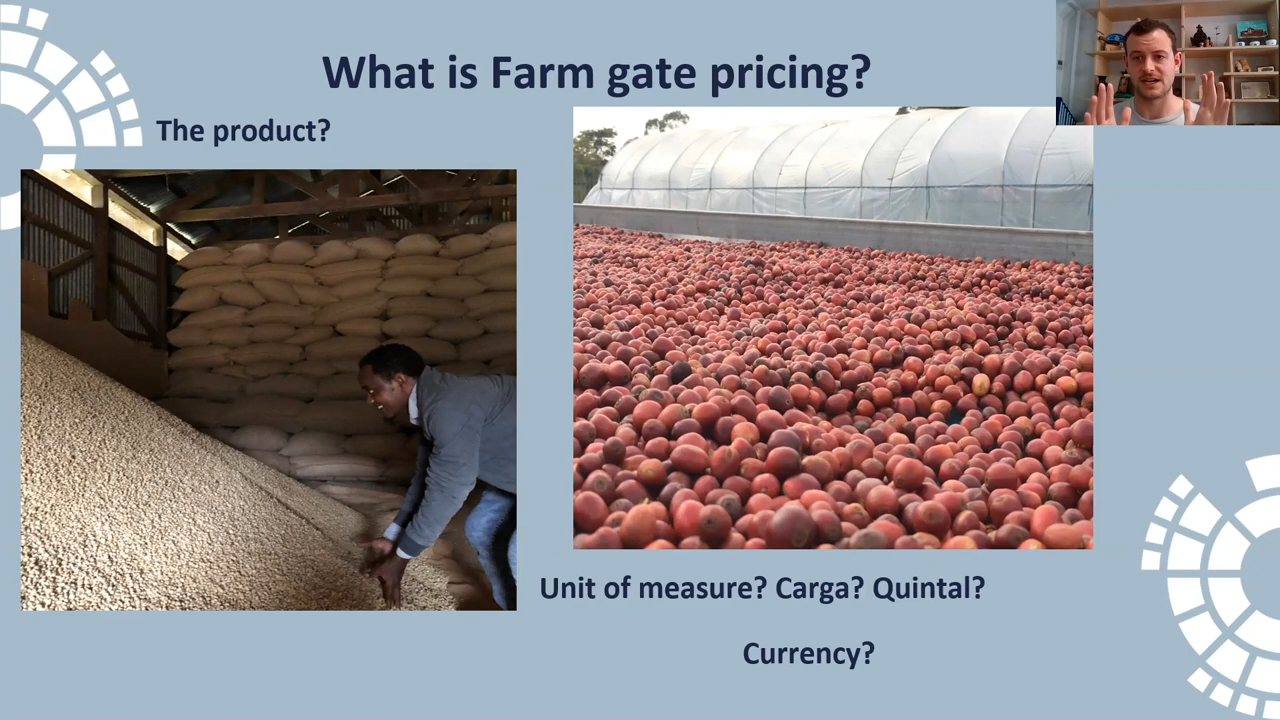 What is Farm gate pricing?
The product?
Unit of measure? Carga? Quintal?
Currency?